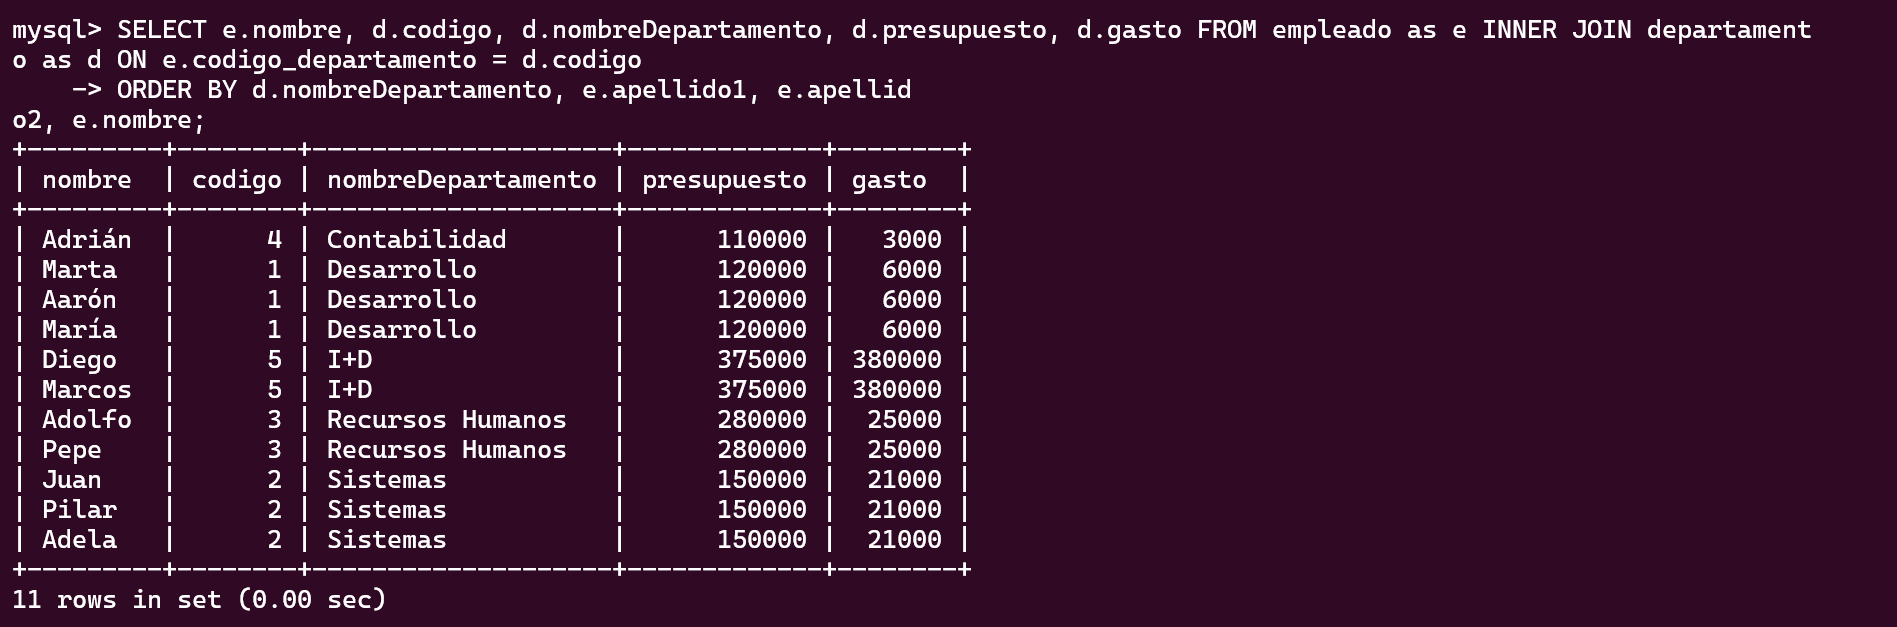 mysql> SELECT e.nombre, d.codigo, d.nombreDepartamento, d.presupuesto, d.gasto FROM empleado as e INNER JOIN departament
o as d ON e.codigo_departamento = d.codigo
    -> ORDER BY d.nombreDepartamento, e.apellido1, e.apellid
o2, e.nombre;
+---------+--------+--------------------+-------------+--------+
| nombre  | codigo | nombreDepartamento | presupuesto | gasto  |
+---------+--------+--------------------+-------------+--------+
| Adrián  |      4 | Contabilidad       |      110000 |   3000 |
| Marta   |      1 | Desarrollo         |      120000 |   6000 |
| Aarón   |      1 | Desarrollo         |      120000 |   6000 |
| María   |      1 | Desarrollo         |      120000 |   6000 |
| Diego   |      5 | I+D                |      375000 | 380000 |
| Marcos  |      5 | I+D                |      375000 | 380000 |
| Adolfo  |      3 | Recursos Humanos   |      280000 |  25000 |
| Pepe    |      3 | Recursos Humanos   |      280000 |  25000 |
| Juan    |      2 | Sistemas           |      150000 |  21000 |
| Pilar   |      2 | Sistemas           |      150000 |  21000 |
| Adela   |      2 | Sistemas           |      150000 |  21000 |
+---------+--------+--------------------+-------------+--------+
11 rows in set (0.00 sec)